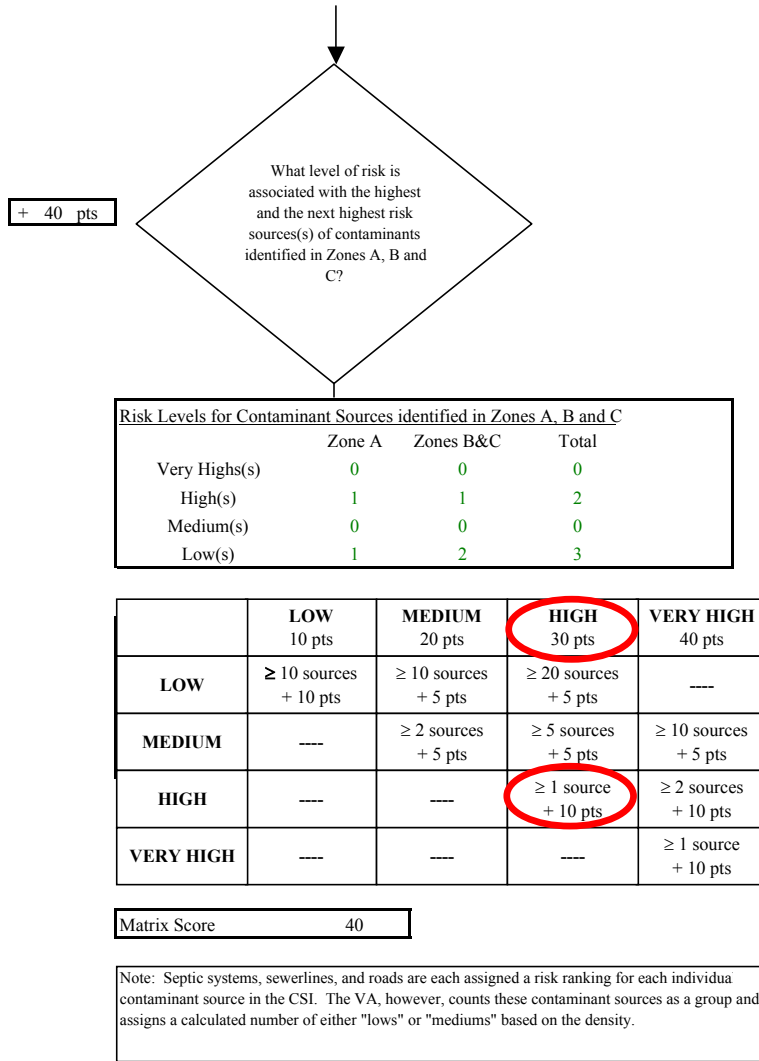 What level of risk is
associated with the highest
and the next highest risk
sources(s) of contaminants
identified in Zones A, B and
C?
+ 40 pts
Risk Levels for Contaminant Sources identified in Zones A, B and C
Zone A Zones B&C Total
Very Highs(s) 0 0 0
High(s) 1 1 2
Medium(s) 0 0 0
Low(s) 1 2 3
LOW MEDIUM HIGH VERY HIGH
10 pts 20 pts 30 pts 40 pts
LOW ≥ 10 sources ≥ 10 sources ≥ 20 sources ----
+ 10 pts + 5 pts + 5 pts
MEDIUM ---- ≥ 2 sources ≥ 5 sources ≥ 10 sources
+ 5 pts + 5 pts + 5 pts
HIGH ---- ---- ≥ 1 source ≥ 2 sources
+ 10 pts + 10 pts
VERY HIGH ---- ---- ---- ≥ 1 source
+ 10 pts
Matrix Score 40
Note: Septic systems, sewerlines, and roads are each assigned a risk ranking for each individua
contaminant source in the CSI. The VA, however, counts these contaminant sources as a group and
assigns a calculated number of either "lows" or "mediums" based on the density.